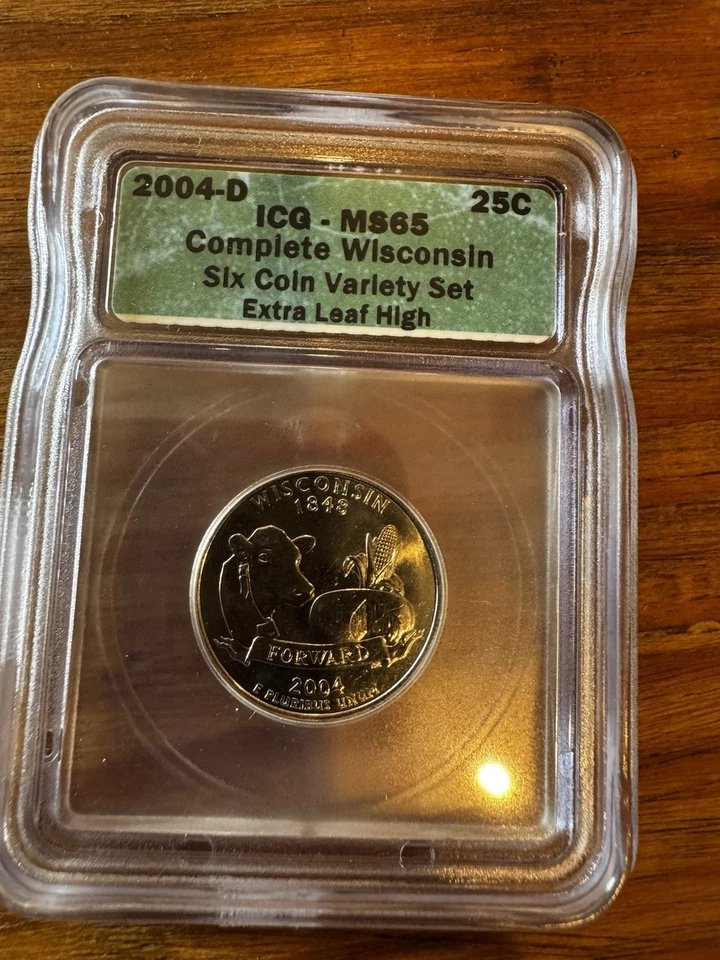 2004-D 25C
ICG - MS65
Complete Wisconsin
Six Coin Variety Set
Extra Leaf High
WISCONSIN
1848
FORWARD
2004
E PLURIBUS UNUM